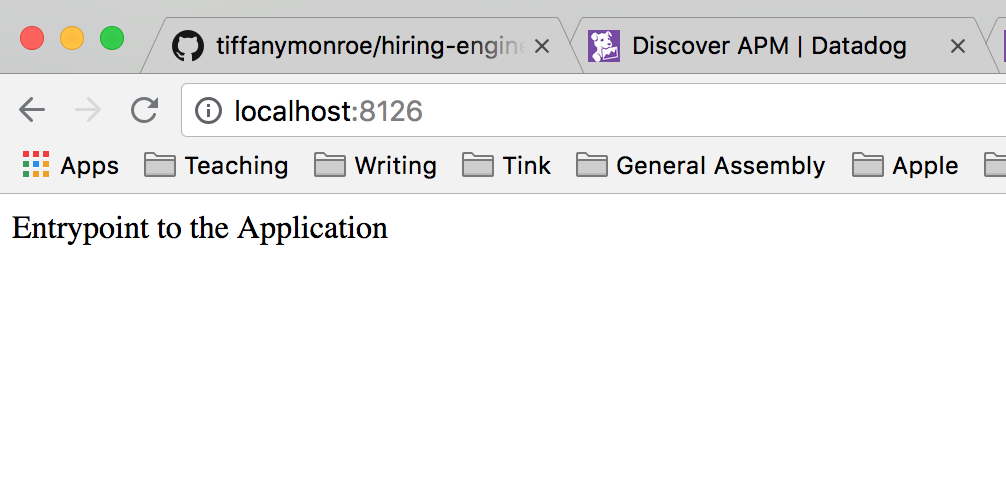 tiffanymonroe/hiring-engine
Discover APM | Datadog
localhost:8126
Apps Teaching Writing Tink General Assembly Apple
Entrypoint to the Application